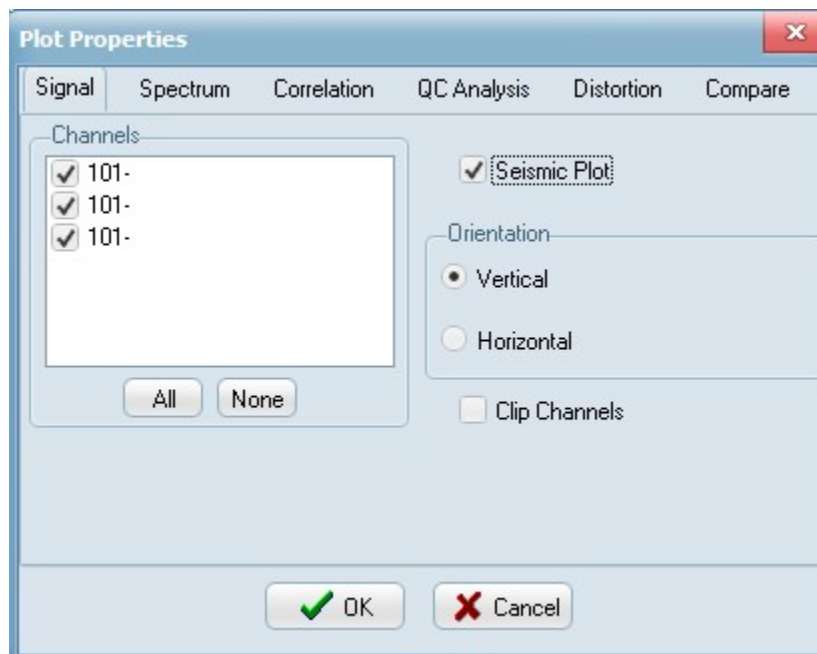 Plot Properties
Signal Spectrum Correlation QC Analysis Distortion Compare
Channels
101-
101-
101-
All None
Seismic Plot
Orientation
Vertical
Horizontal
Clip Channels
OK Cancel